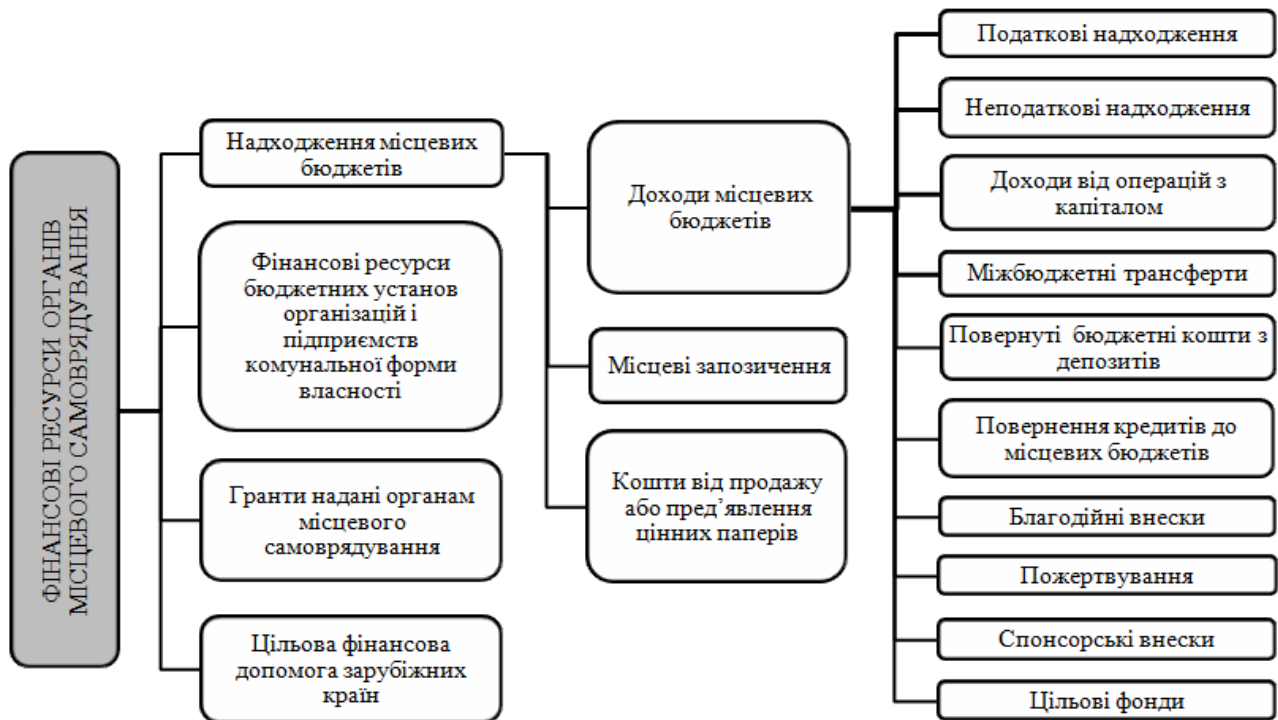 ФІНАНСОВІ РЕСУРСИ ОРГАНІВ
МІСЦЕВОГО САМОВРЯДУВАННЯ
Надходження місцевих
бюджетів
Фінансові ресурси
бюджетних установ
організацій і
підприємств
комунальної форми
власності
Гранти надані органам
місцевого
самоврядування
Цільова фінансова
допомога зарубіжних
країн
Доходи місцевих
бюджетів
Місцеві запозичення
Кошти від продажу
або пред’явлення
цінних паперів
Податкові надходження
Неподаткові надходження
Доходи від операцій з
капіталом
Міжбюджетні трансферти
Повернуті бюджетні кошти з
депозитів
Повернення кредитів до
місцевих бюджетів
Благодійні внески
Пожертвування
Спонсорські внески
Цільові фонди